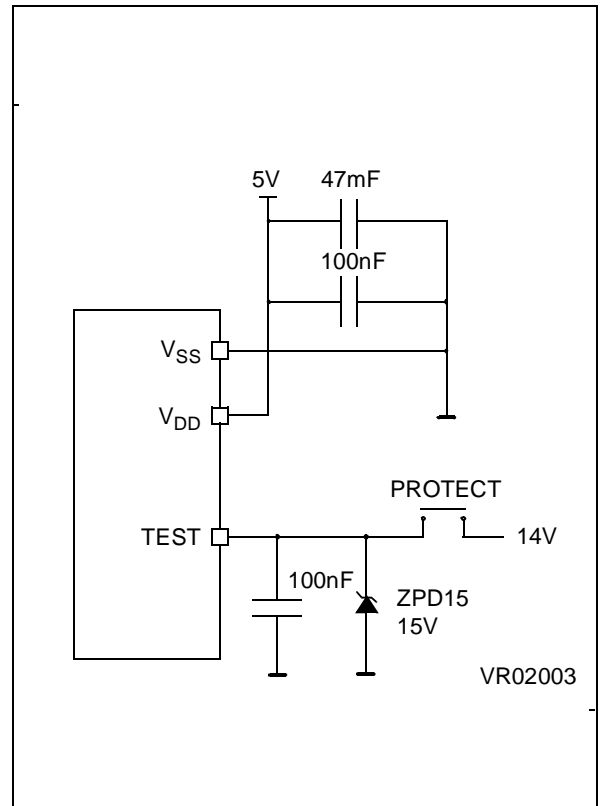 5V 47mF
100nF
VSS
VDD
PROTECT
TEST
14V
100nF
ZPD15
15V
VR02003